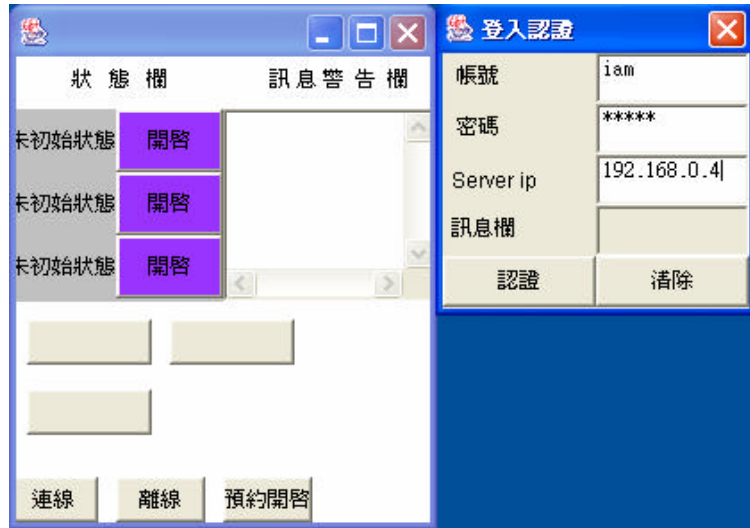 狀 態 欄
訊息警告欄
未初始狀態 開啓
未初始狀態 開啓
未初始狀態 開啓
連線
離線
預約開啓
登入認證
帳號 iam
密碼 *****
Server ip 192.168.0.4
訊息欄
認證
清除